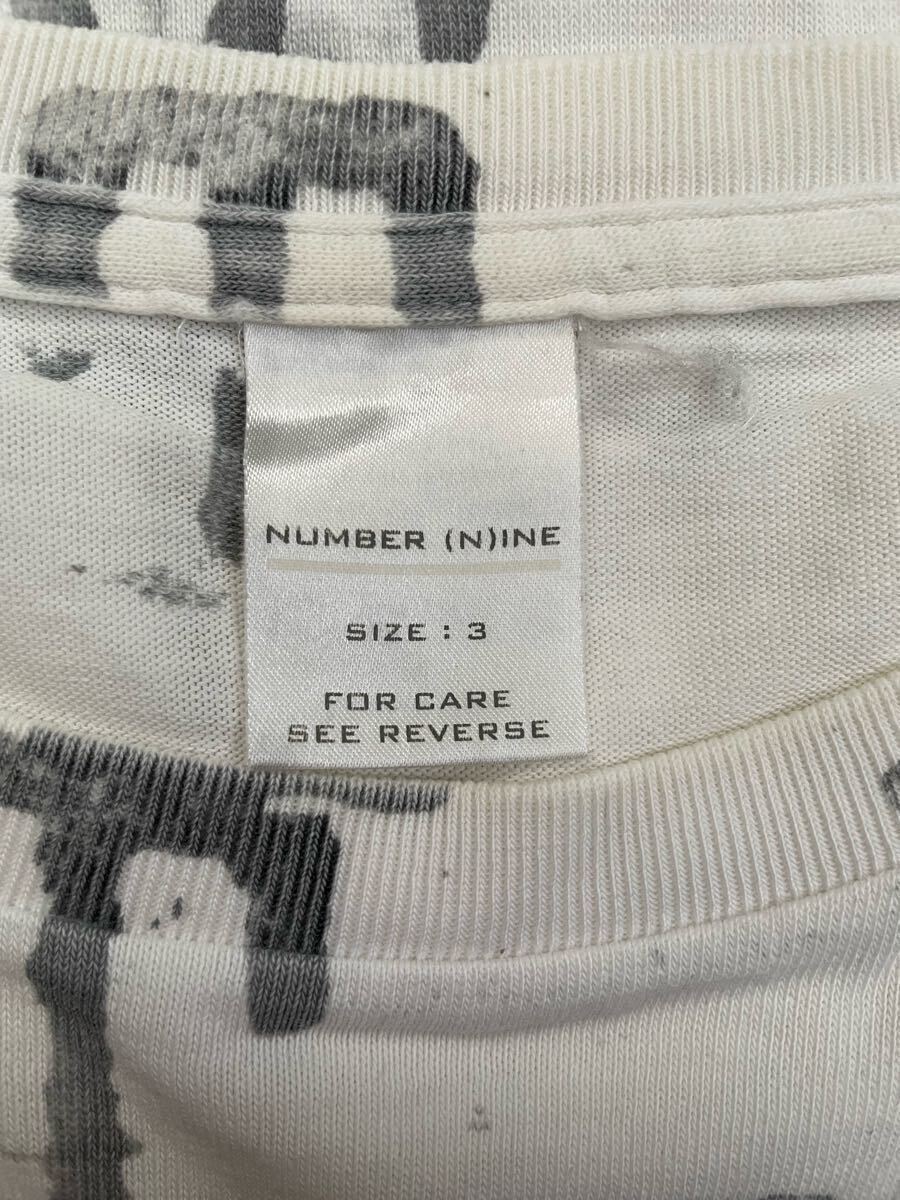 NUMBER (N)INE
SIZE : 3
FOR CARE
SEE REVERSE